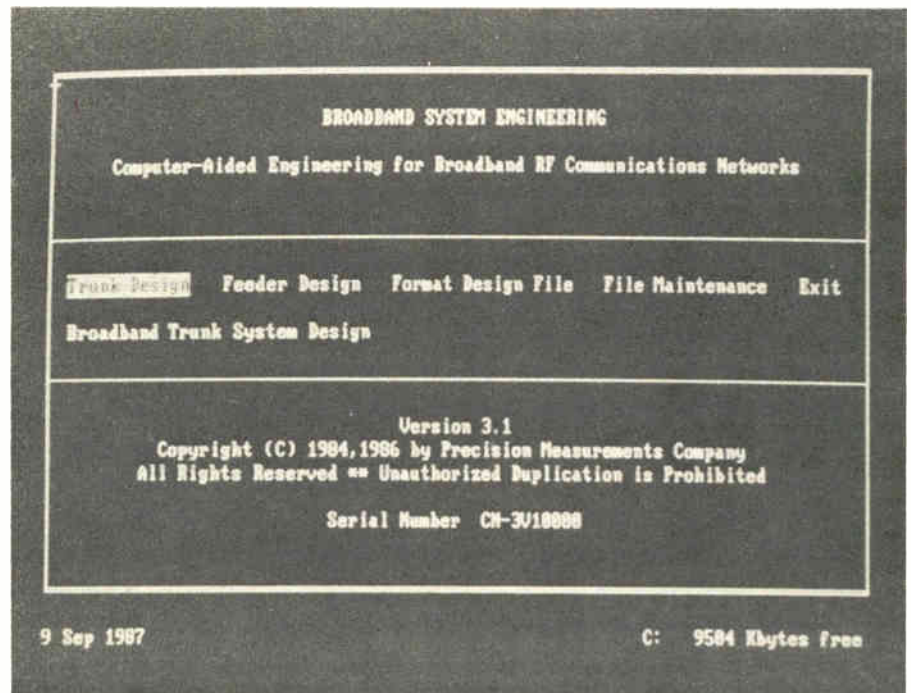 BROADBAND SYSTEM ENGINEERING
Computer-Aided Engineering for Broadband RF Communications Networks
Trunk Design Feeder Design Format Design File File Maintenance Exit
Broadband Trunk System Design
Version 3.1
Copyright (C) 1984,1986 by Precision Measurements Company
All Rights Reserved ** Unauthorized Duplication is Prohibited
Serial Number CM-3V10000
9 Sep 1987 C: 9504 Kbytes free